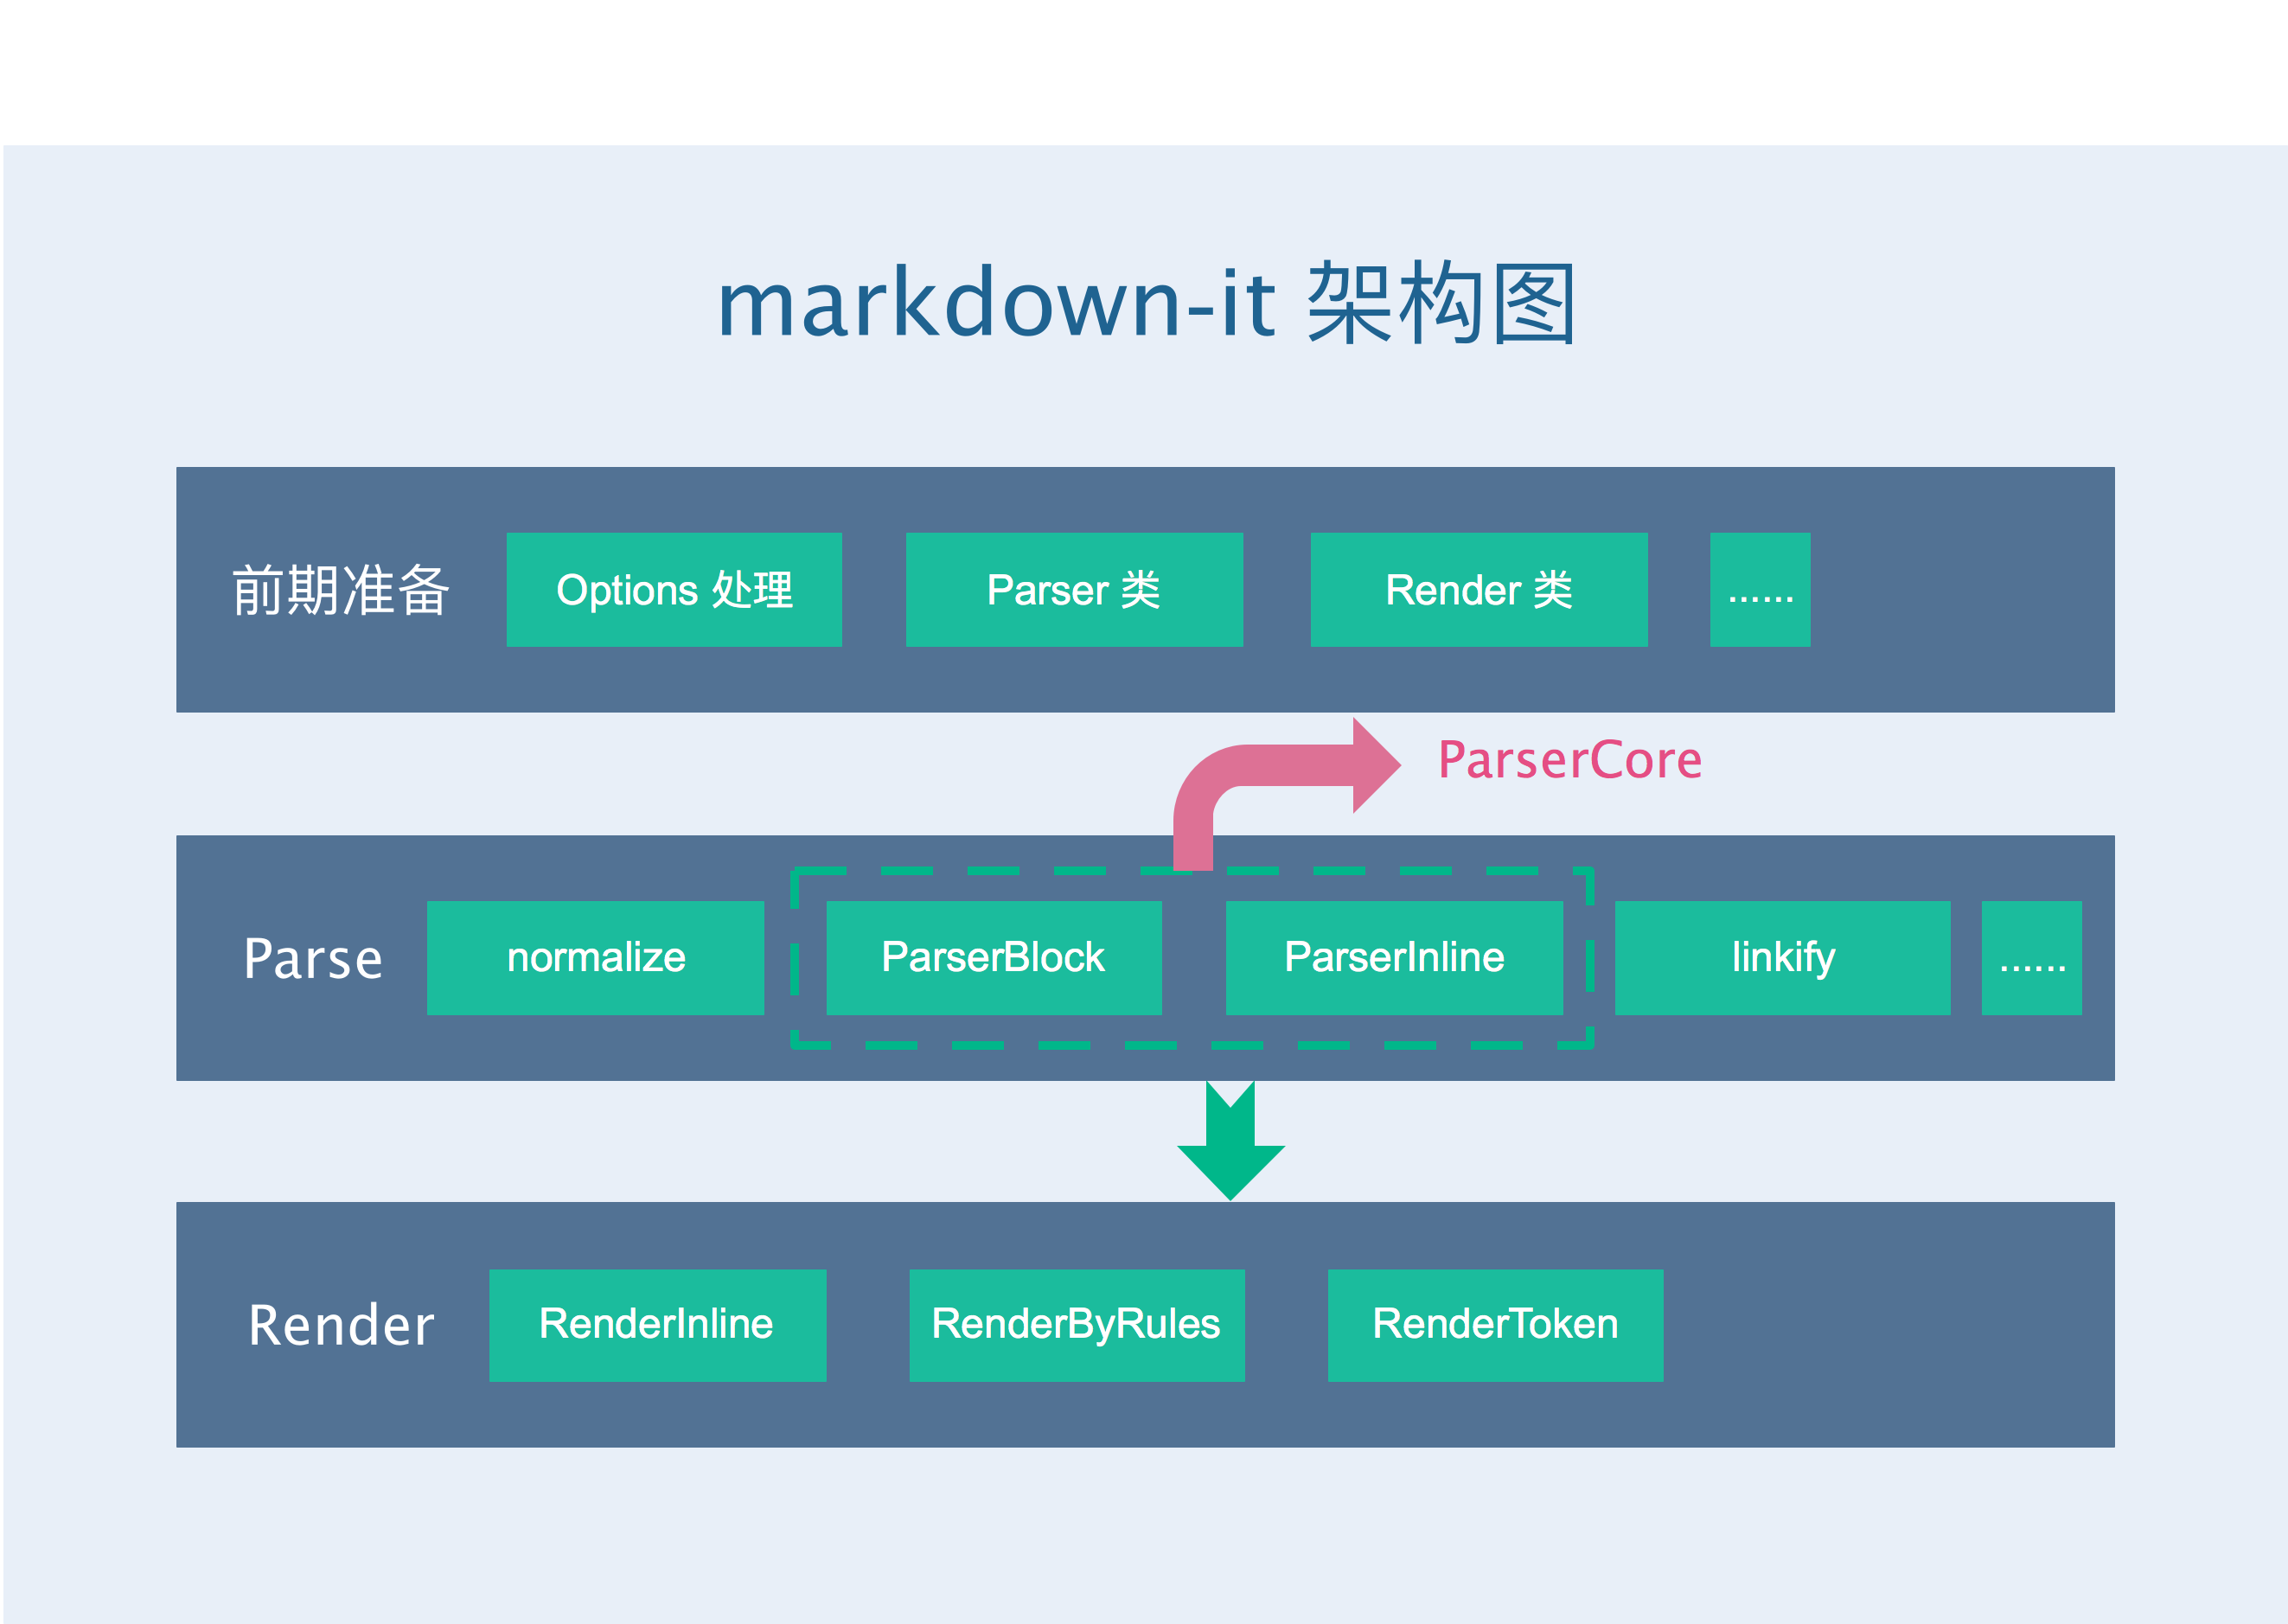 markdown-it 架构图
前期准备
Options 处理
Parser 类
Render 类
......
ParserCore
Parse
normalize
ParserBlock
ParserInline
linkify
......
Render
RenderInline
RenderByRules
RenderToken